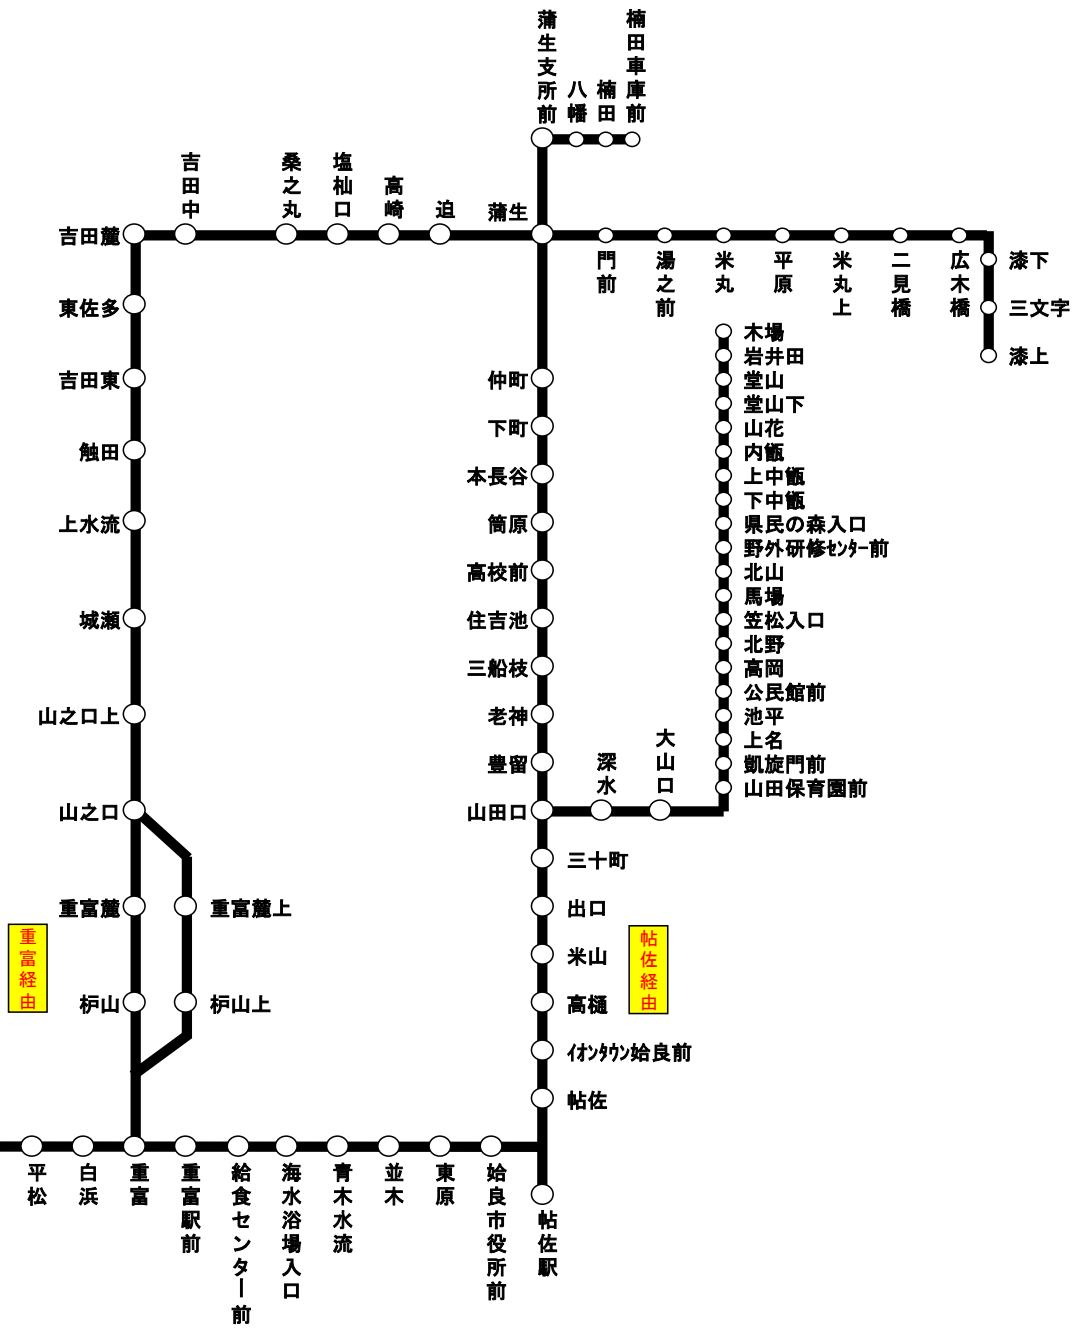 蒲生支所前
八幡
楠田
楠田車庫前
吉田麓
吉田中
桑之丸
塩杣口
高崎
迫
蒲生
門前
湯之前
米丸
平原
米丸上
二見橋
広木橋
漆下
三文字
漆上
東佐多
吉田東
触田
上水流
城瀬
山之口上
山之口
重富麓
枦山
重富麓上
枦山上
重富経由
仲町
下町
本長谷
筒原
高校前
住吉池
三船枝
老神
豊留
山田口
深水
大山口
木場
岩井田
堂山
堂山下
山花
内甑
上中甑
下中甑
県民の森入口
野外研修ｾﾝﾀｰ前
北山
馬場
笠松入口
北野
高岡
公民館前
池平
上名
凱旋門前
山田保育園前
三十町
出口
米山
高樋
ｲｵﾝﾀｳﾝ姶良前
帖佐
帖佐経由
平松
白浜
重富
重富駅前
給食センター前
海水浴場入口
青木水流
並木
東原
姶良市役所前
帖佐駅